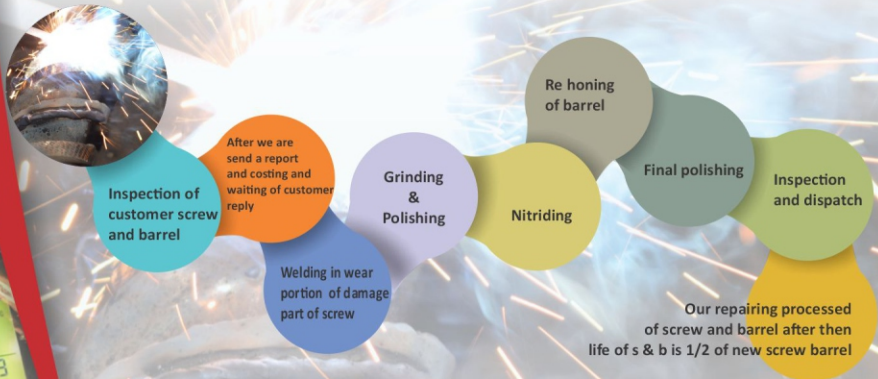 Inspection of
customer screw
and barrel
After we are
send a report
and costing and
waiting of customer
reply
Welding in wear
portion of damage
part of screw
Grinding
&
Polishing
Nitriding
Re honing
of barrel
Final polishing
Inspection
and dispatch
Our repairing processed
of screw and barrel after then
life of s & b is 1/2 of new screw barrel